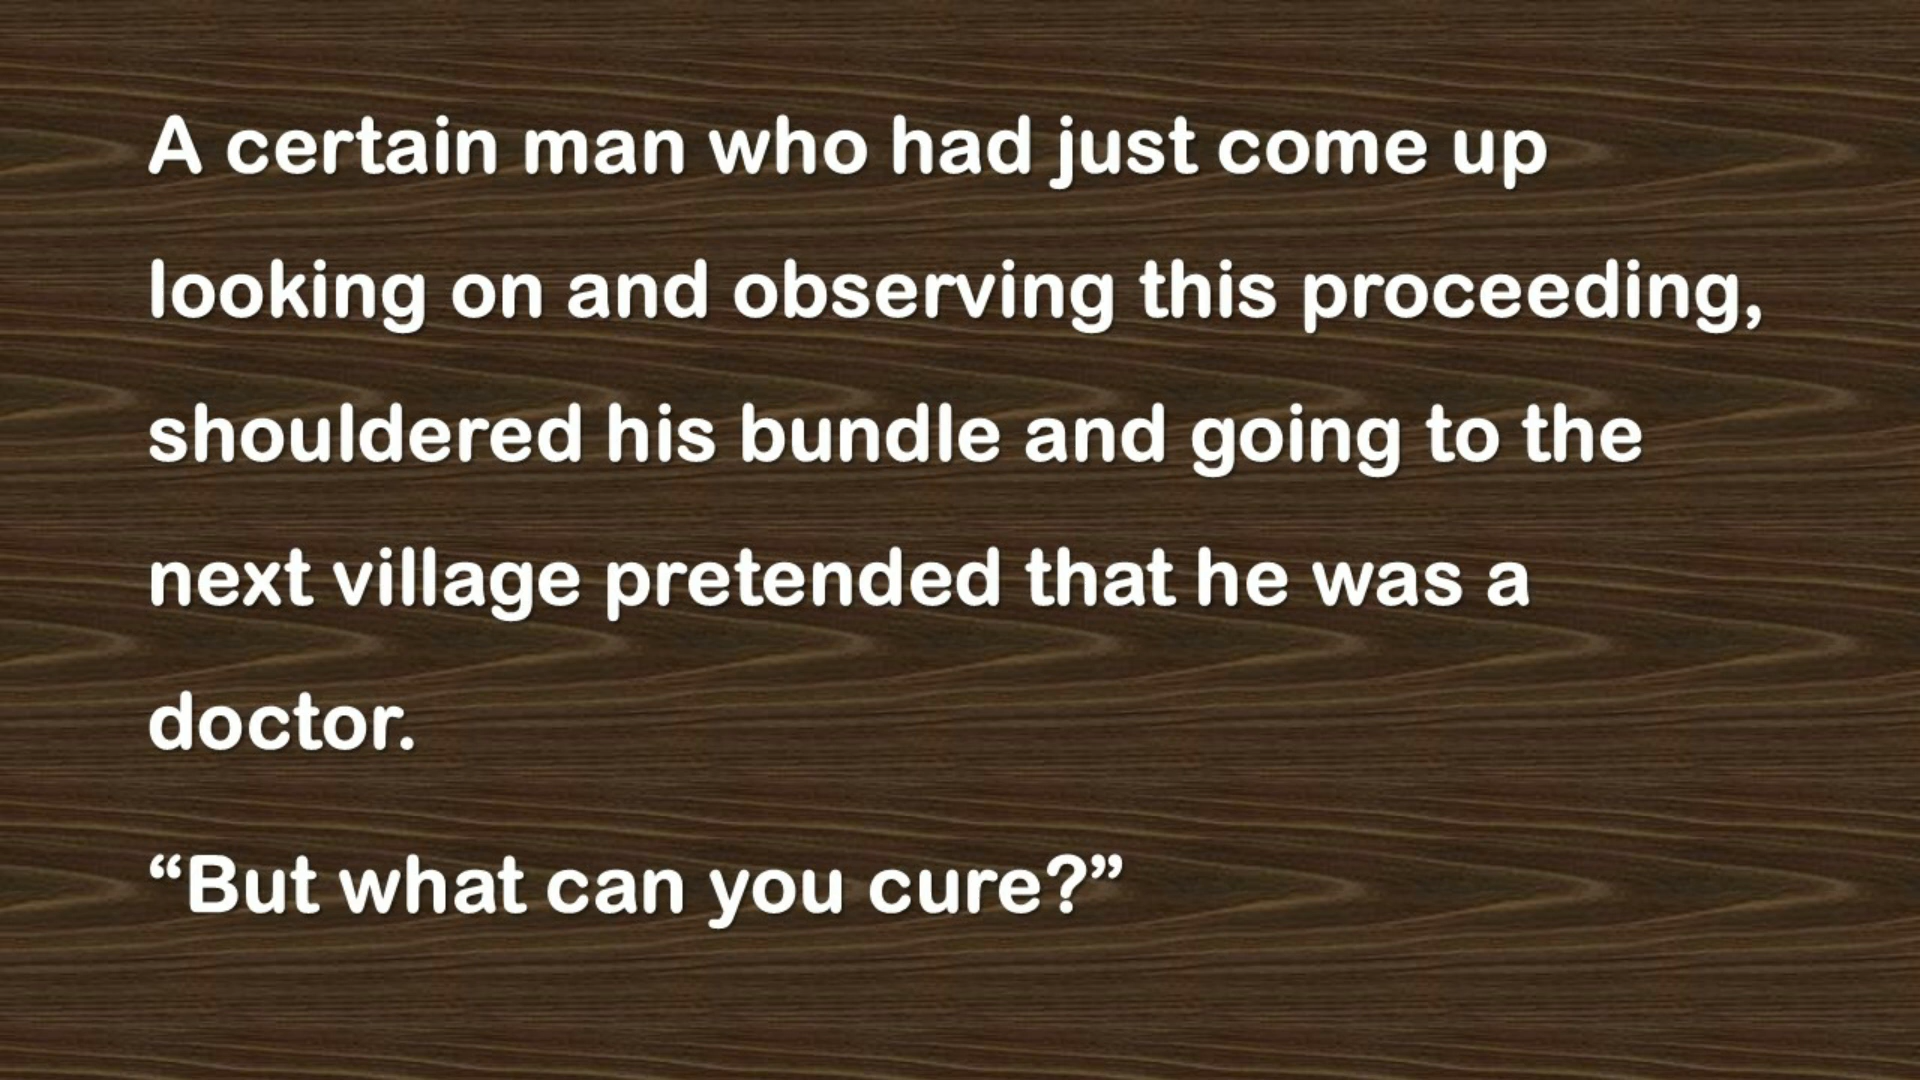 A certain man who had just come up
looking on and observing this proceeding,
shouldered his bundle and going to the
next village pretended that he was a
doctor.
“But what can you cure?”